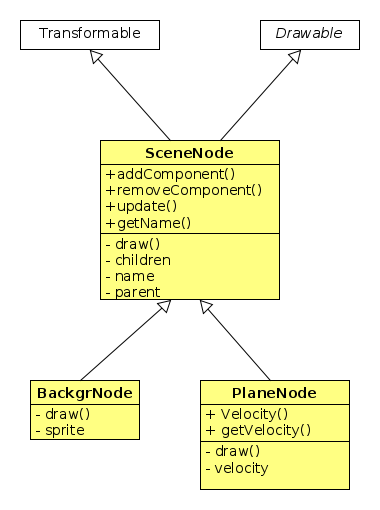 Transformable
Drawable
SceneNode
+addComponent()
+removeComponent()
+update()
+getName()
- draw()
- children
- name
- parent
BackgrNode
- draw()
- sprite
PlaneNode
+ Velocity()
+ getVelocity()
- draw()
- velocity